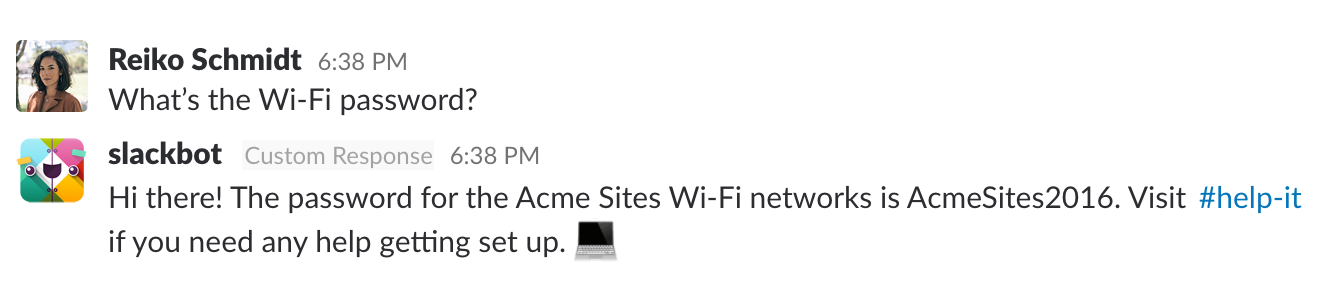 Reiko Schmidt 6:38 PM
What’s the Wi-Fi password?
slackbot Custom Response 6:38 PM
Hi there! The password for the Acme Sites Wi-Fi networks is AcmeSites2016. Visit #help-it
if you need any help getting set up.